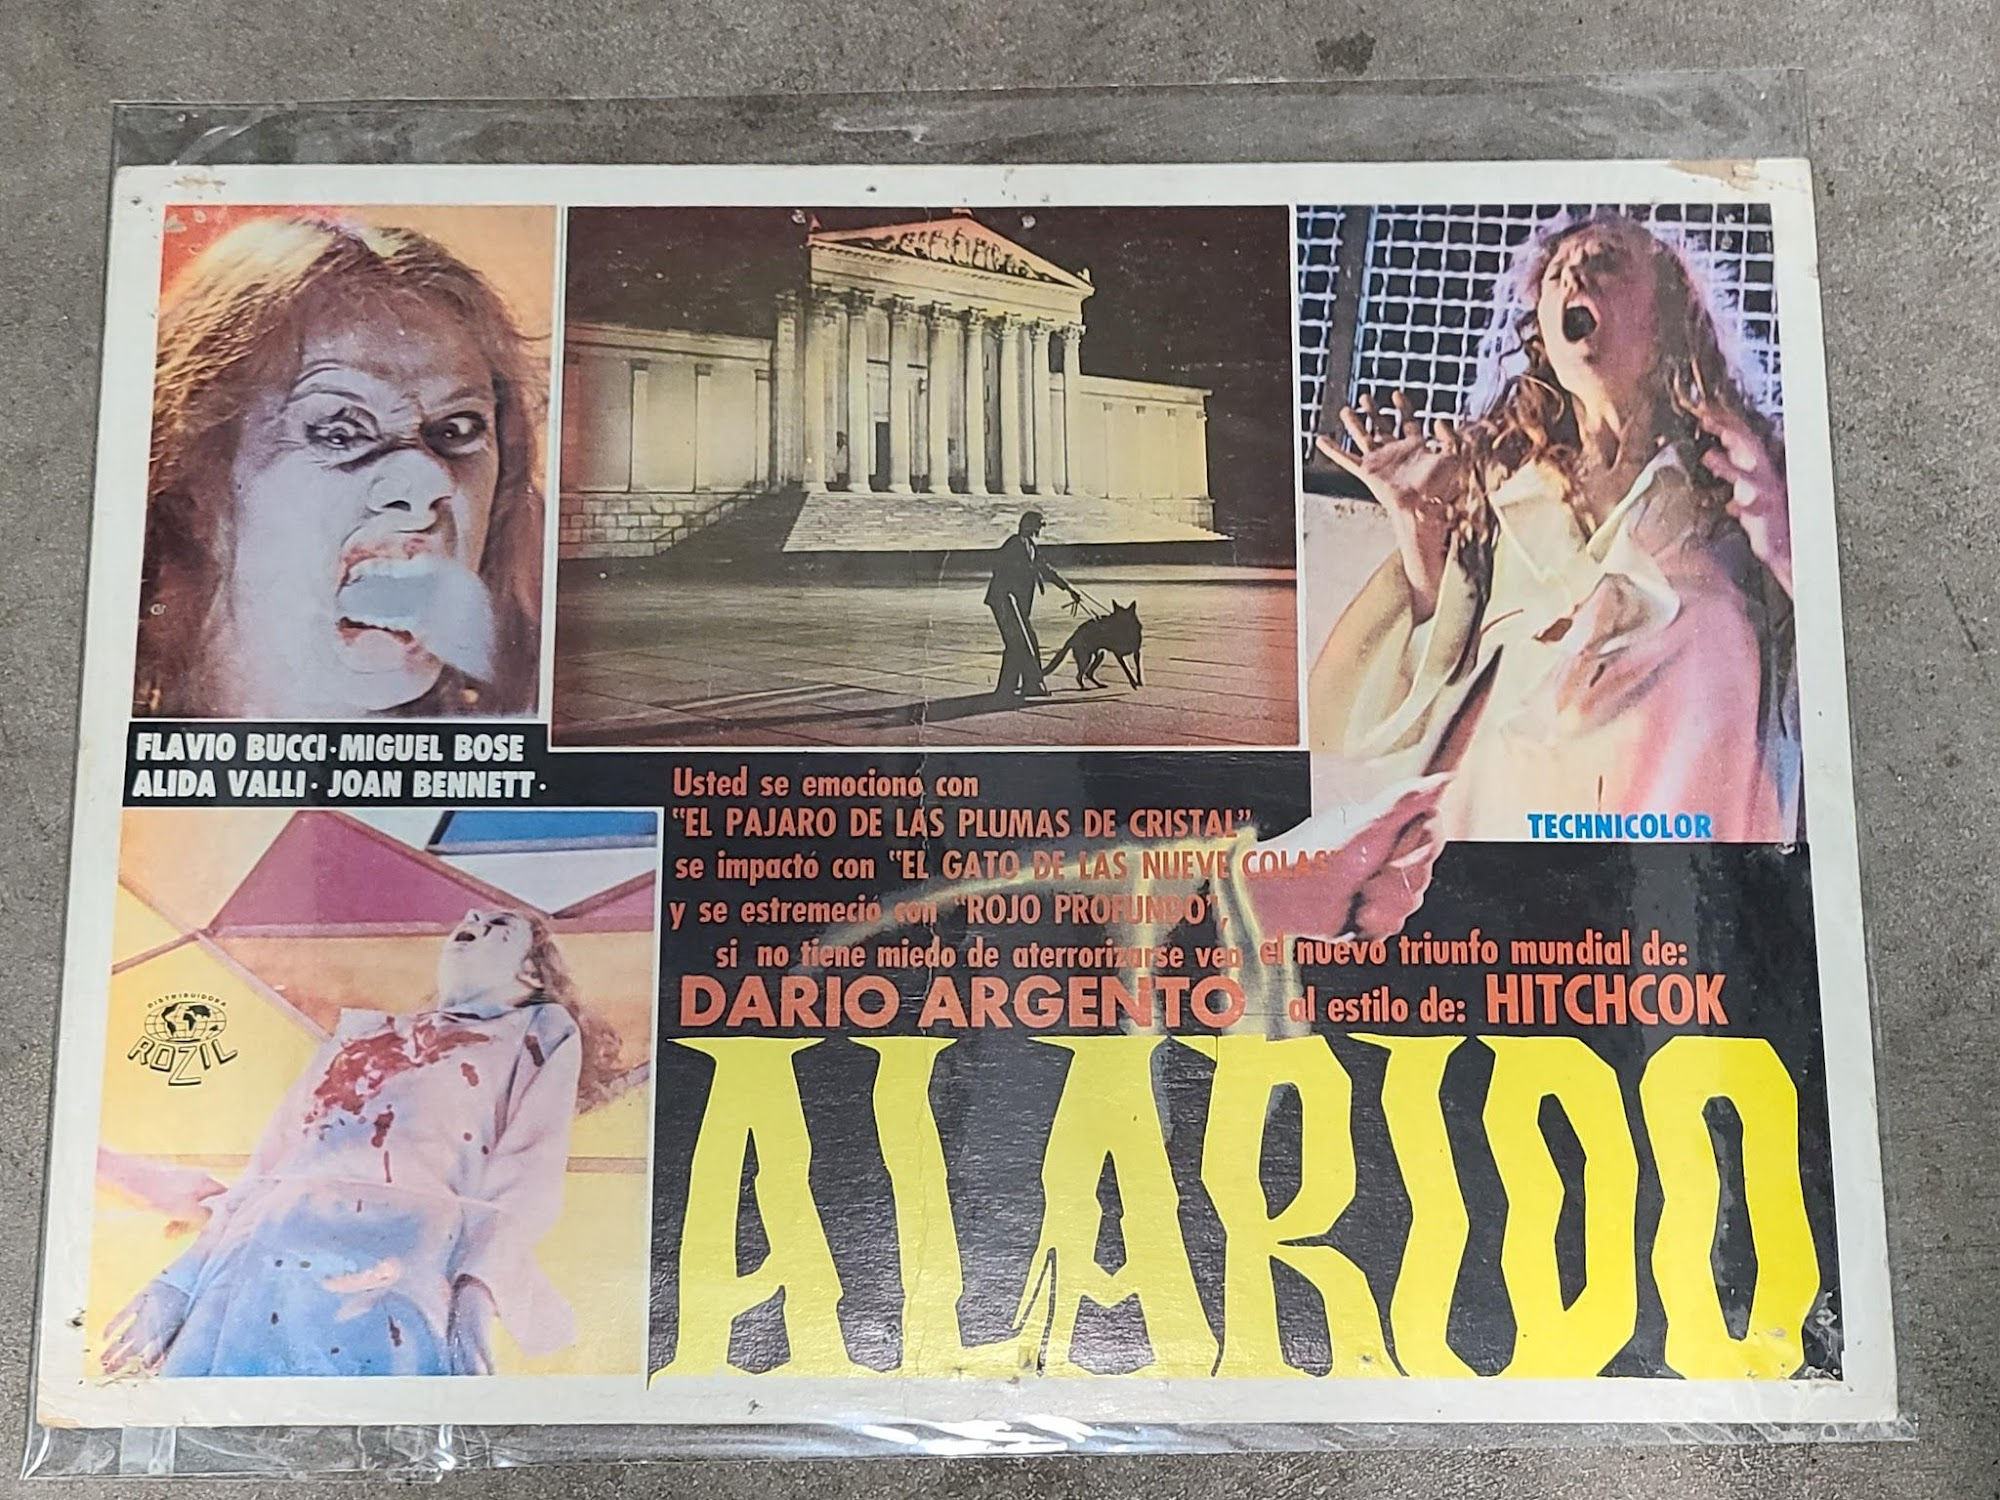 FLAVIO BUCCI·MIGUEL BOSE
ALIDA VALLI· JOAN BENNETT·
Usted se emociono con
"EL PAJARO DE LAS PLUMAS DE CRISTAL"
se impactó con "EL GATO DE LAS NUEVE COLAS"
y se estremeció con "ROJO PROFUNDO",
si no tiene miedo de aterrorizarse vea el nuevo triunfo mundial de:
DARIO ARGENTO al estilo de: HITCHCOK
TECHNICOLOR
DISTRIBUIDORA
ROZIL
ALARIDO